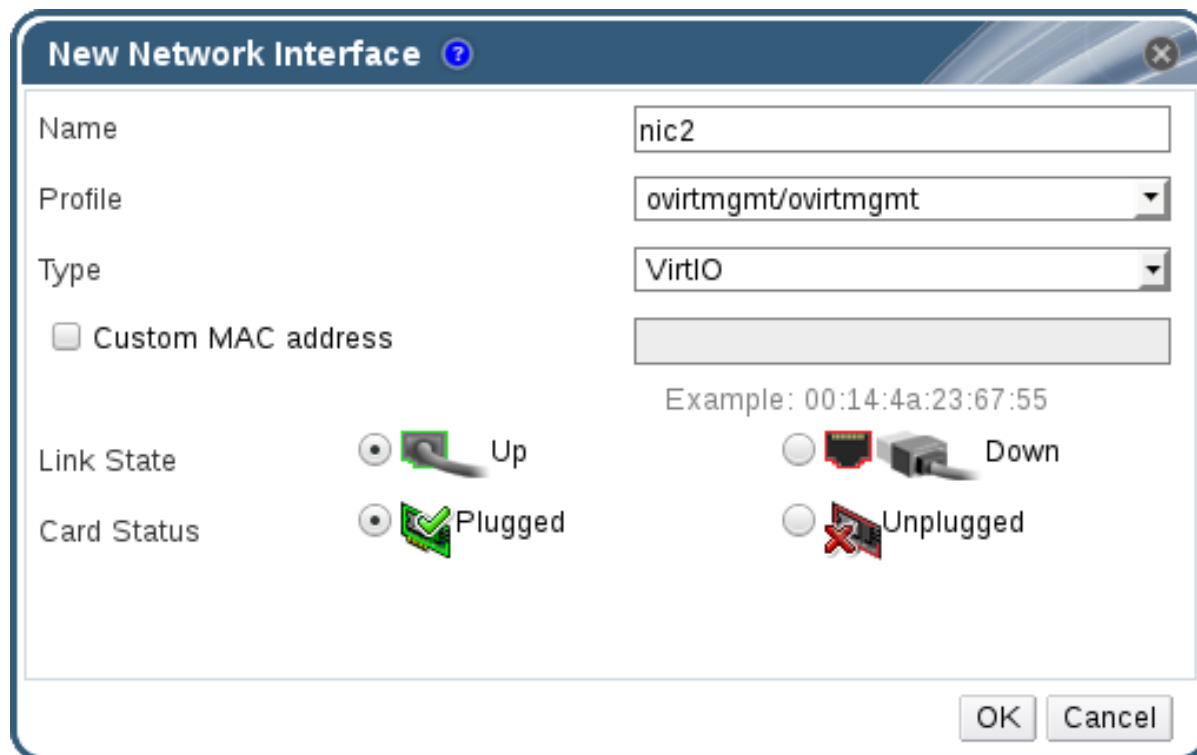 New Network Interface ?
Name nic2
Profile ovirtmgmt/ovirtmgmt
Type VirtIO
Custom MAC address
Example: 00:14:4a:23:67:55
Link State Up Down
Card Status Plugged Unplugged
OK Cancel